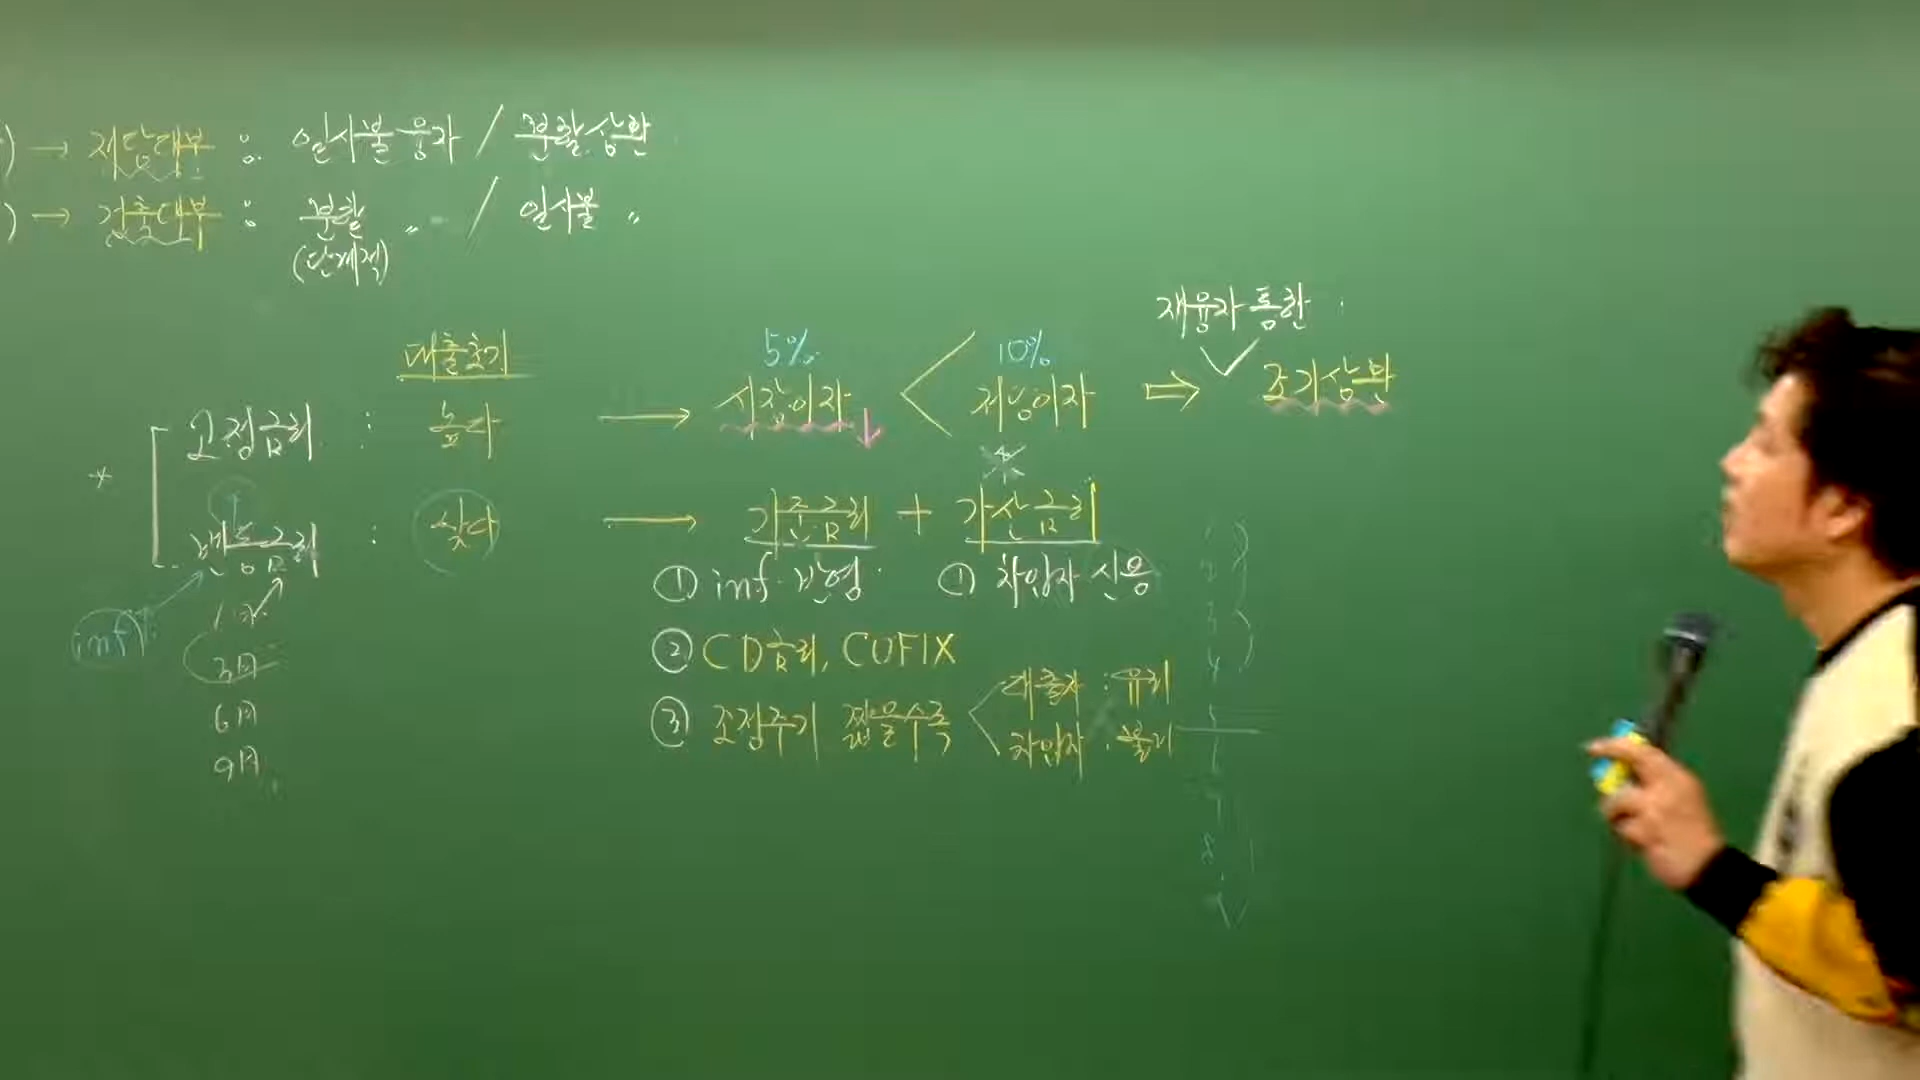 ) → 저당대부 : 일시불융자 / 분할상환
) → 건축대부 : 분할 〃 / 일시불 〃
(단계적)
재융자 통한
대출초기 5% 10%
고정금리 : 높다 → 시장이자 ↓ < 저당이자 ⇨ 조기상환
*
변동금리 : 낮다 → 기준금리 + 가산금리
① inf 반영 ① 차입자 신용
inf
1月
3月
6月
9月
② CD금리, COFIX
③ 조정주기 짧을수록 < 대출자 : 유리
차입자 : 불리